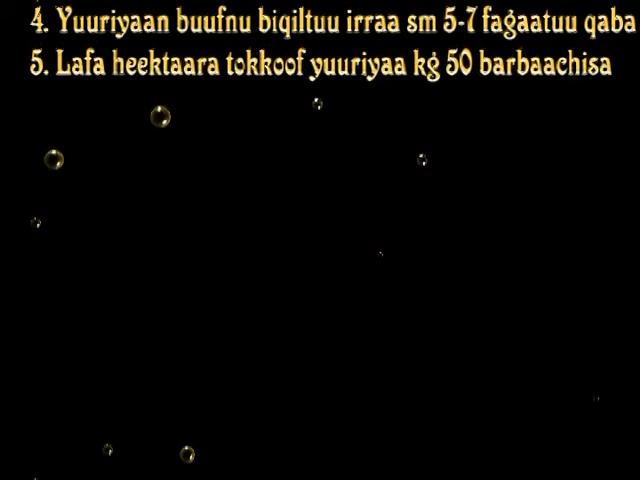 4. Yuuriyaan buufnu biqiltuu irraa sm 5-7 fagaatuu qaba
5. Lafa heektaara tokkoof yuuriyaa kg 50 barbaachisa